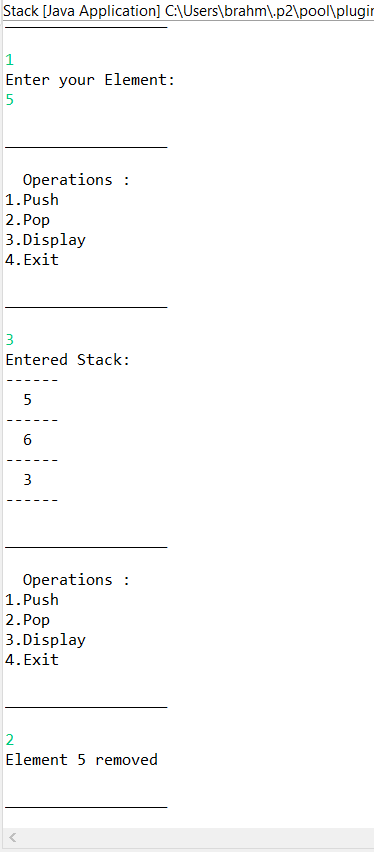 Stack [Java Application] C:\Users\brahm\.p2\pool\plugin
__________________
1
Enter your Element:
5
__________________
Operations :
1.Push
2.Pop
3.Display
4.Exit
__________________
3
Entered Stack:
------
5
------
6
------
3
------
__________________
Operations :
1.Push
2.Pop
3.Display
4.Exit
__________________
2
Element 5 removed
__________________